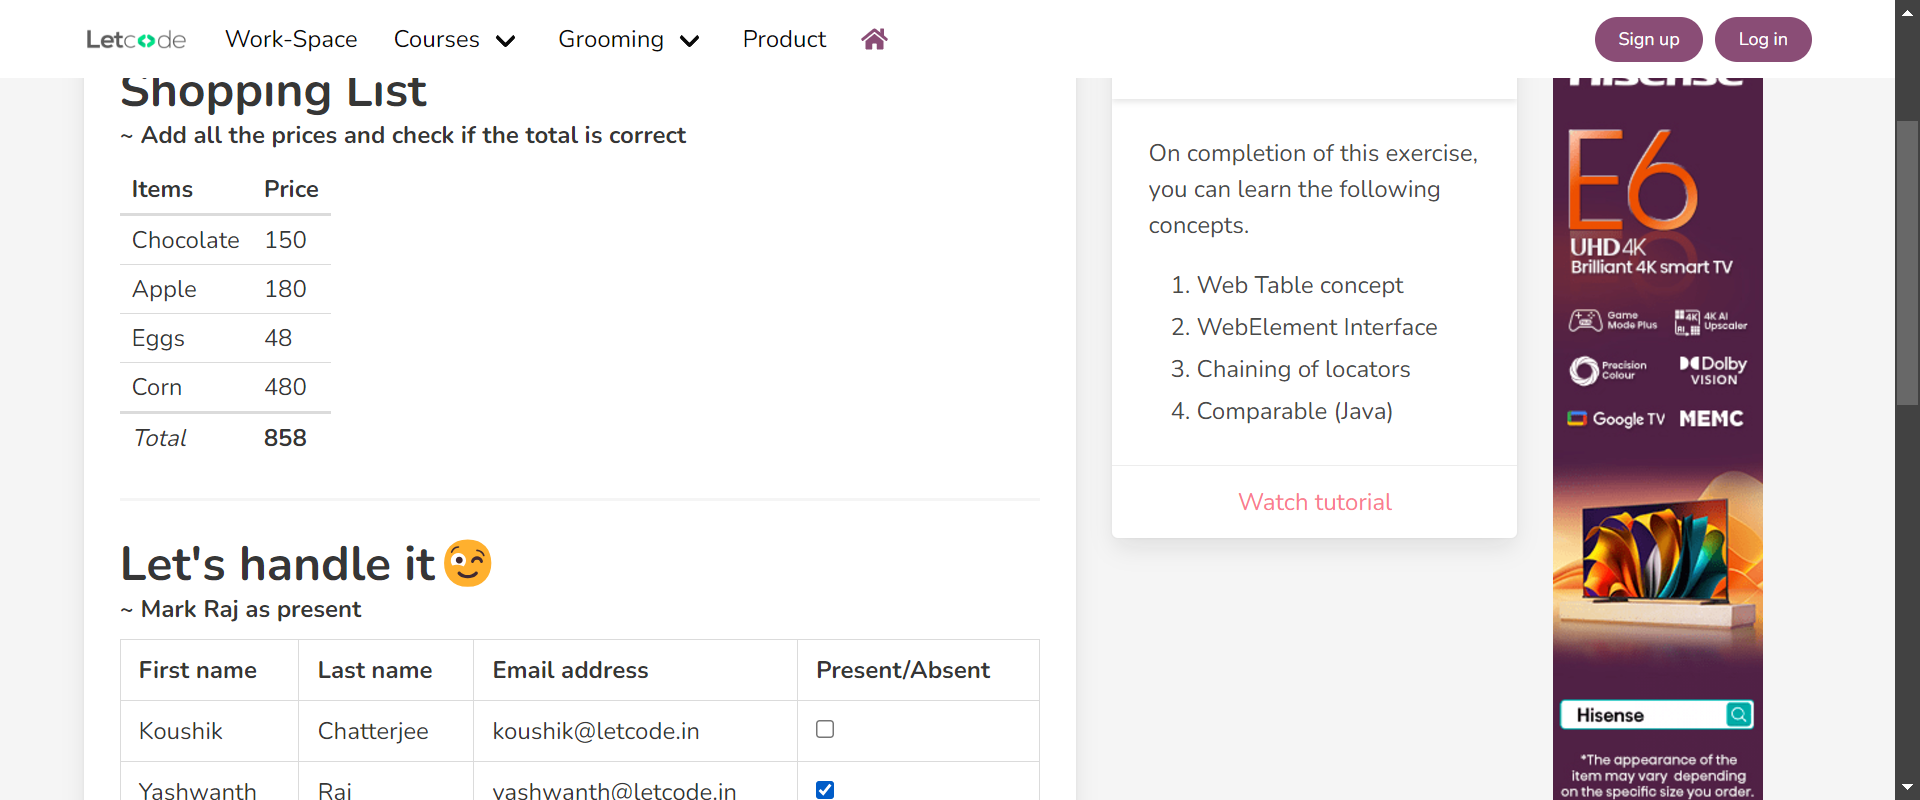 Letcode Work-Space Courses Grooming Product Sign up Log in
Shopping List
~ Add all the prices and check if the total is correct
Items Price
Chocolate 150
Apple 180
Eggs 48
Corn 480
Total 858
Let's handle it
~ Mark Raj as present
First name Last name Email address Present/Absent
Koushik Chatterjee koushik@letcode.in
Yashwanth Raj yashwanth@letcode.in
On completion of this exercise,
you can learn the following
concepts.
1. Web Table concept
2. WebElement Interface
3. Chaining of locators
4. Comparable (Java)
Watch tutorial
Hisense
E6
UHD 4K
Brilliant 4K smart TV
Game
Mode Plus
4K
AI
4K AI
Upscaler
Precision
Colour
Dolby
VISION
Google TV
MEMC
Hisense
*The appearance of the
item may vary depending
on the specific size you order.